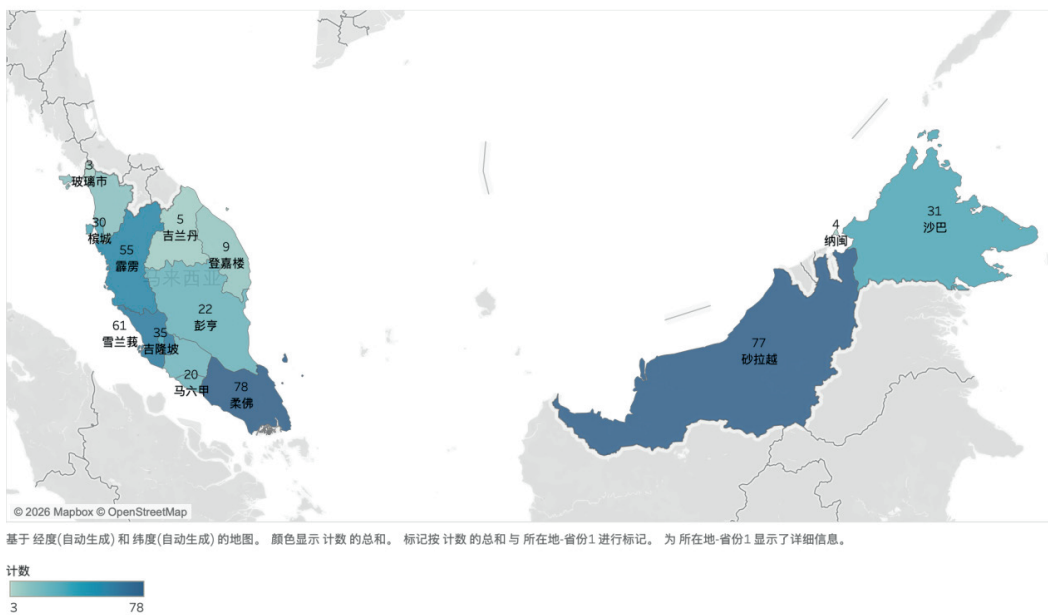 3
玻璃市
30
槟城
55
霹雳
5
吉兰丹
9
登嘉楼
马来西亚
22
彭亨
61
雪兰莪
35
吉隆坡
20
马六甲
78
柔佛
4
纳闽
31
沙巴
77
砂拉越
© 2026 Mapbox © OpenStreetMap
基于 经度(自动生成) 和 纬度(自动生成) 的地图。 颜色显示 计数 的总和。 标记按 计数 的总和 与 所在地-省份1 进行标记。 为 所在地-省份1 显示了详细信息。
计数
3 78